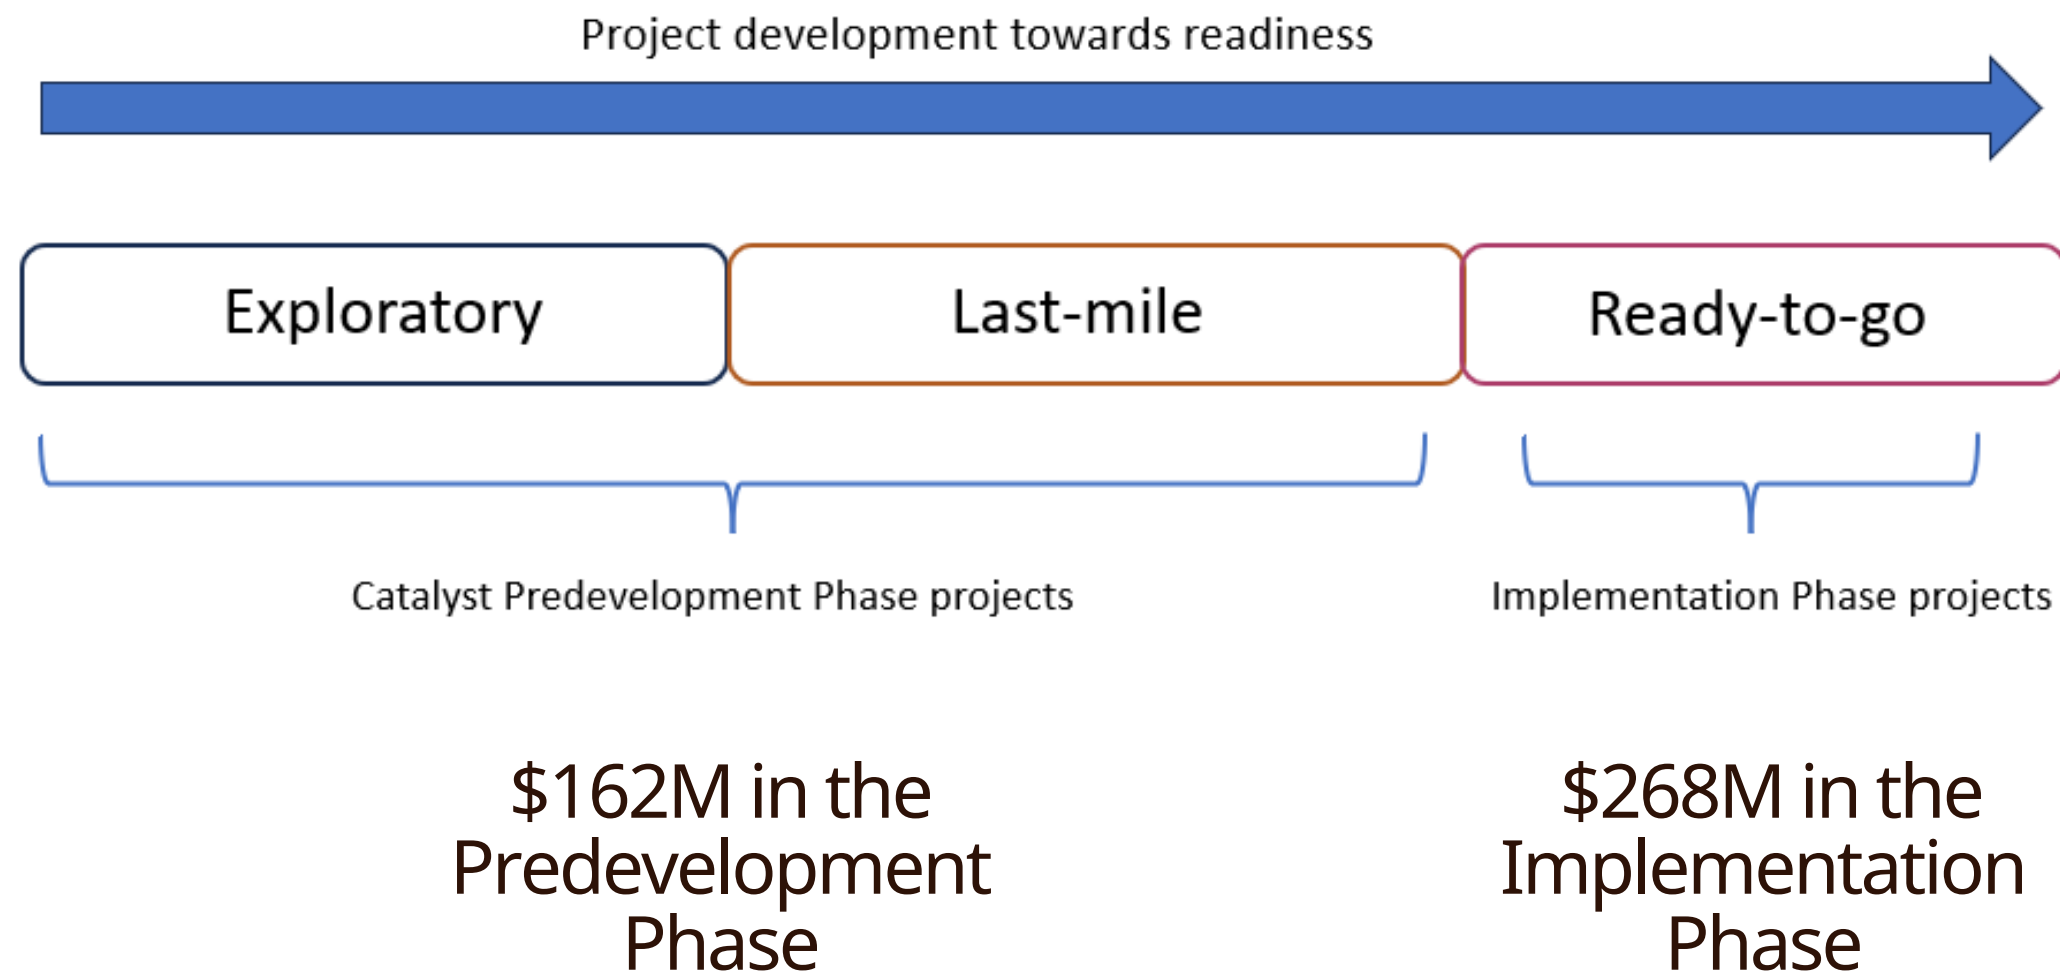 Project development towards readiness
Exploratory
Last-mile
Ready-to-go
Catalyst Predevelopment Phase projects
Implementation Phase projects
$162M in the
Predevelopment
Phase
$268M in the
Implementation
Phase